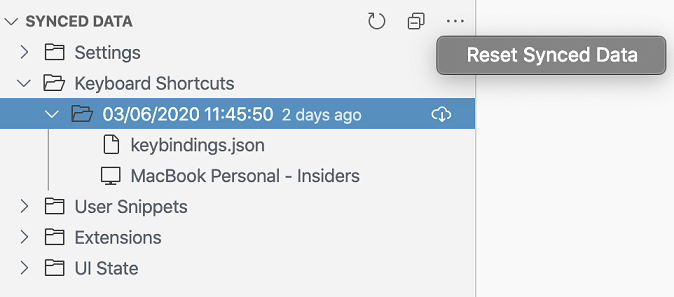 SYNCED DATA
Reset Synced Data
Settings
Keyboard Shortcuts
03/06/2020 11:45:50 2 days ago
keybindings.json
MacBook Personal - Insiders
User Snippets
Extensions
UI State